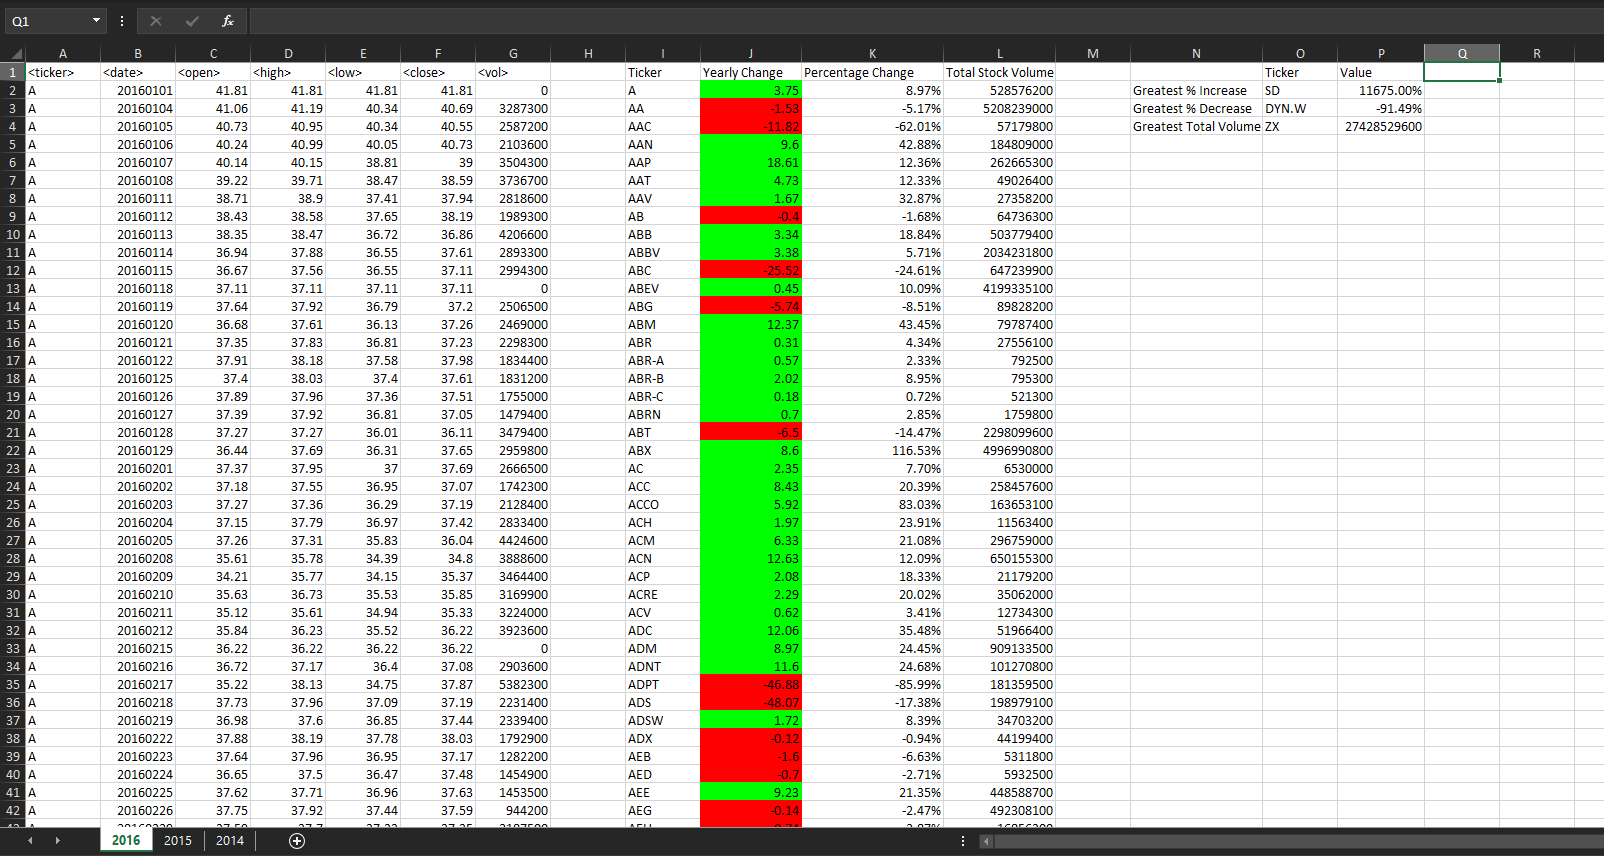 Q1 fx
A B C D E F G H I J K L M N O P Q R
1 <ticker> <date> <open> <high> <low> <close> <vol> Ticker Yearly Change Percentage Change Total Stock Volume Ticker Value
2 A 20160101 41.81 41.81 41.81 41.81 0 A 3.75 8.97% 528576200 Greatest % Increase SD 11675.00%
3 A 20160104 41.06 41.19 40.34 40.69 3287300 AA -1.53 -5.17% 5208239000 Greatest % Decrease DYN.W -91.49%
4 A 20160105 40.73 40.95 40.34 40.55 2587200 AAC -11.82 -62.01% 57179800 Greatest Total Volume ZX 27428529600
5 A 20160106 40.24 40.99 40.05 40.73 2103600 AAN 9.6 42.88% 184809000
6 A 20160107 40.14 40.15 38.81 39 3504300 AAP 18.61 12.36% 262665300
7 A 20160108 39.22 39.71 38.47 38.59 3736700 AAT 4.73 12.33% 49026400
8 A 20160111 38.71 38.9 37.41 37.94 2818600 AAV 1.67 32.87% 27358200
9 A 20160112 38.43 38.58 37.65 38.19 1989300 AB -0.4 -1.68% 64736300
10 A 20160113 38.35 38.47 36.72 36.86 4206600 ABB 3.34 18.84% 503779400
11 A 20160114 36.94 37.88 36.55 37.61 2893300 ABBV 3.38 5.71% 2034231800
12 A 20160115 36.67 37.56 36.55 37.11 2994300 ABC -25.52 -24.61% 647239900
13 A 20160118 37.11 37.11 37.11 37.11 0 ABEV 0.45 10.09% 4199335100
14 A 20160119 37.64 37.92 36.79 37.2 2506500 ABG -5.74 -8.51% 89828200
15 A 20160120 36.68 37.61 36.13 37.26 2469000 ABM 12.37 43.45% 79787400
16 A 20160121 37.35 37.83 36.81 37.23 2298300 ABR 0.31 4.34% 27556100
17 A 20160122 37.91 38.18 37.58 37.98 1834400 ABR-A 0.57 2.33% 792500
18 A 20160125 37.4 38.03 37.4 37.61 1831200 ABR-B 2.02 8.95% 795300
19 A 20160126 37.89 37.96 37.36 37.51 1755000 ABR-C 0.18 0.72% 521300
20 A 20160127 37.39 37.92 36.81 37.05 1479400 ABRN 0.7 2.85% 1759800
21 A 20160128 37.27 37.27 36.01 36.11 3479400 ABT -6.5 -14.47% 2298099600
22 A 20160129 36.44 37.69 36.31 37.65 2959800 ABX 8.6 116.53% 4996990800
23 A 20160201 37.37 37.95 37 37.69 2666500 AC 2.35 7.70% 6530000
24 A 20160202 37.18 37.55 36.95 37.07 1742300 ACC 8.43 20.39% 258457600
25 A 20160203 37.27 37.36 36.29 37.19 2128400 ACCO 5.92 83.03% 163653100
26 A 20160204 37.15 37.79 36.97 37.42 2833400 ACH 1.97 23.91% 11563400
27 A 20160205 37.26 37.31 35.83 36.04 4424600 ACM 6.33 21.08% 296759000
28 A 20160208 35.61 35.78 34.39 34.8 3888600 ACN 12.63 12.09% 650155300
29 A 20160209 34.21 35.77 34.15 35.37 3464400 ACP 2.08 18.33% 21179200
30 A 20160210 35.63 36.73 35.53 35.85 3169900 ACRE 2.29 20.02% 35062000
31 A 20160211 35.12 35.61 34.94 35.33 3224000 ACV 0.62 3.41% 12734300
32 A 20160212 35.84 36.23 35.52 36.22 3923600 ADC 12.06 35.48% 51966400
33 A 20160215 36.22 36.22 36.22 36.22 0 ADM 8.97 24.45% 909133500
34 A 20160216 36.72 37.17 36.4 37.08 2903600 ADNT 11.6 24.68% 101270800
35 A 20160217 35.22 38.13 34.75 37.87 5382300 ADPT -46.88 -85.99% 181359500
36 A 20160218 37.73 37.96 37.09 37.19 2231400 ADS -48.07 -17.38% 198979100
37 A 20160219 36.98 37.6 36.85 37.44 2339400 ADSW 1.72 8.39% 34703200
38 A 20160222 37.88 38.19 37.78 38.03 1792900 ADX -0.12 -0.94% 44199400
39 A 20160223 37.64 37.96 36.95 37.17 1282200 AEB -1.6 -6.63% 5311800
40 A 20160224 36.65 37.5 36.47 37.48 1454900 AED -0.7 -2.71% 5932500
41 A 20160225 37.62 37.71 36.96 37.63 1453500 AEE 9.23 21.35% 448588700
42 A 20160226 37.75 37.92 37.44 37.59 944200 AEG -0.14 -2.47% 492308100
2016 2015 2014